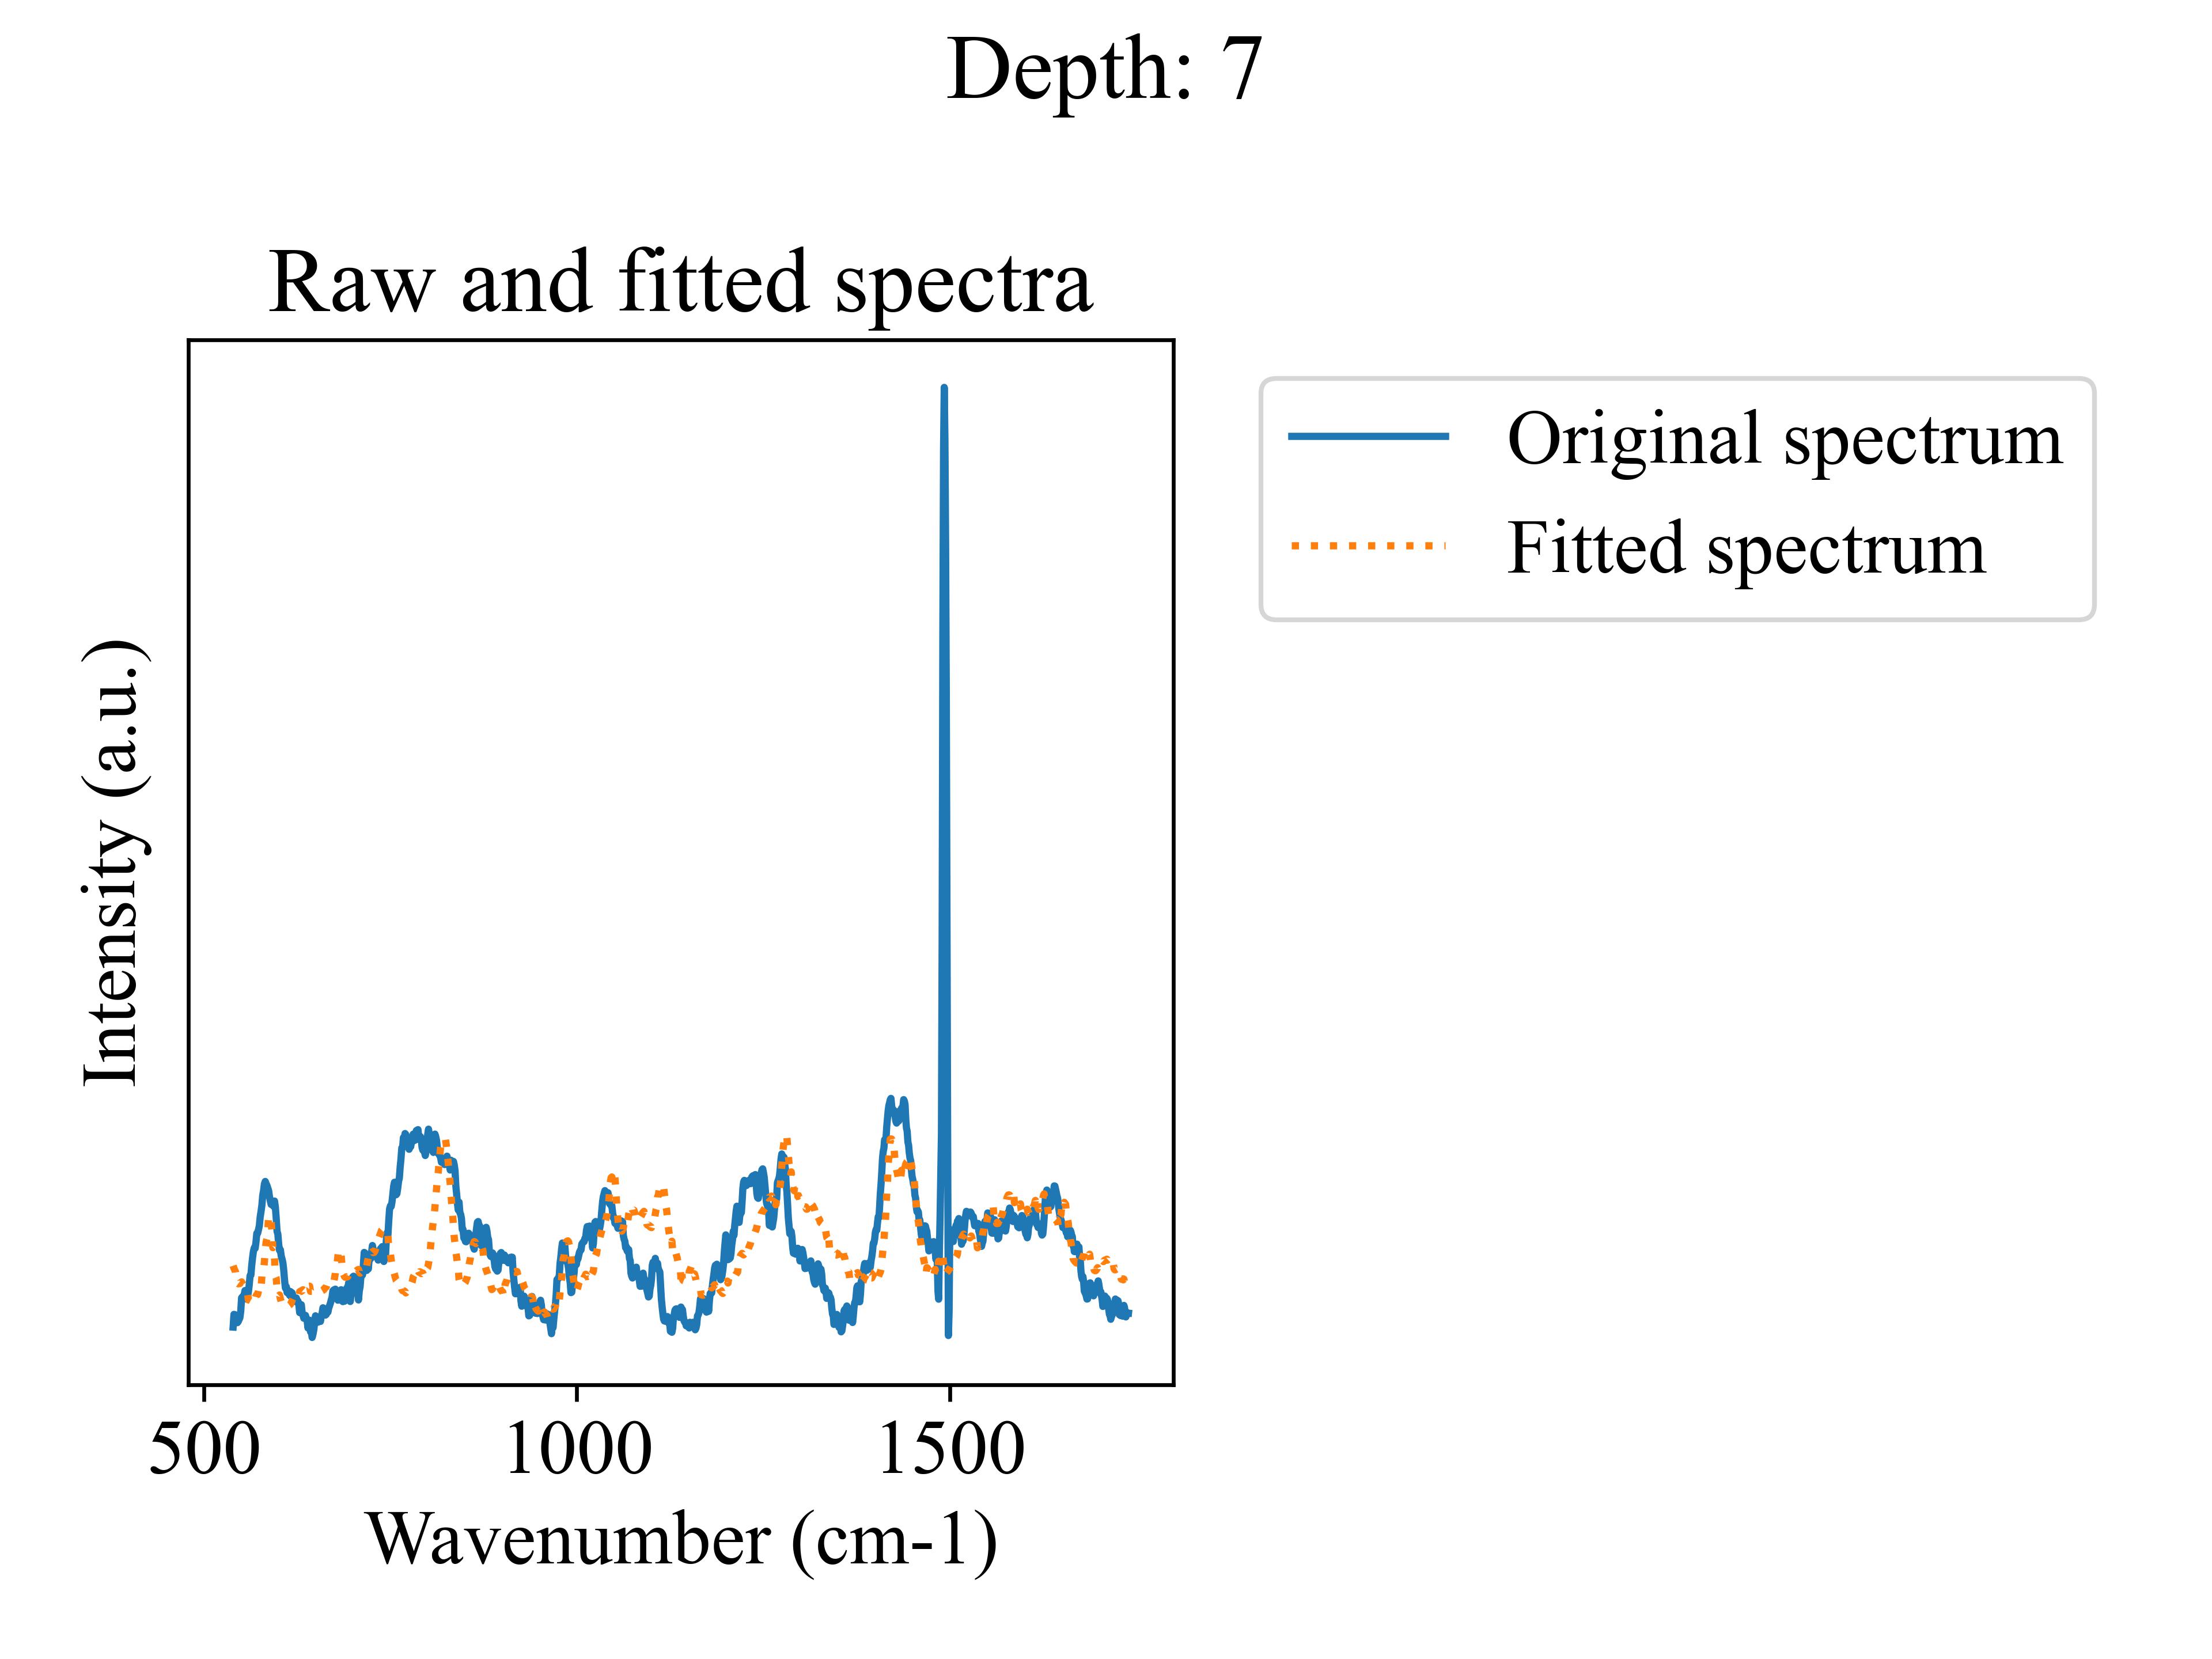 Depth: 7
Raw and fitted spectra
Original spectrum
Fitted spectrum
Intensity (a.u.)
500 1000 1500
Wavenumber (cm-1)